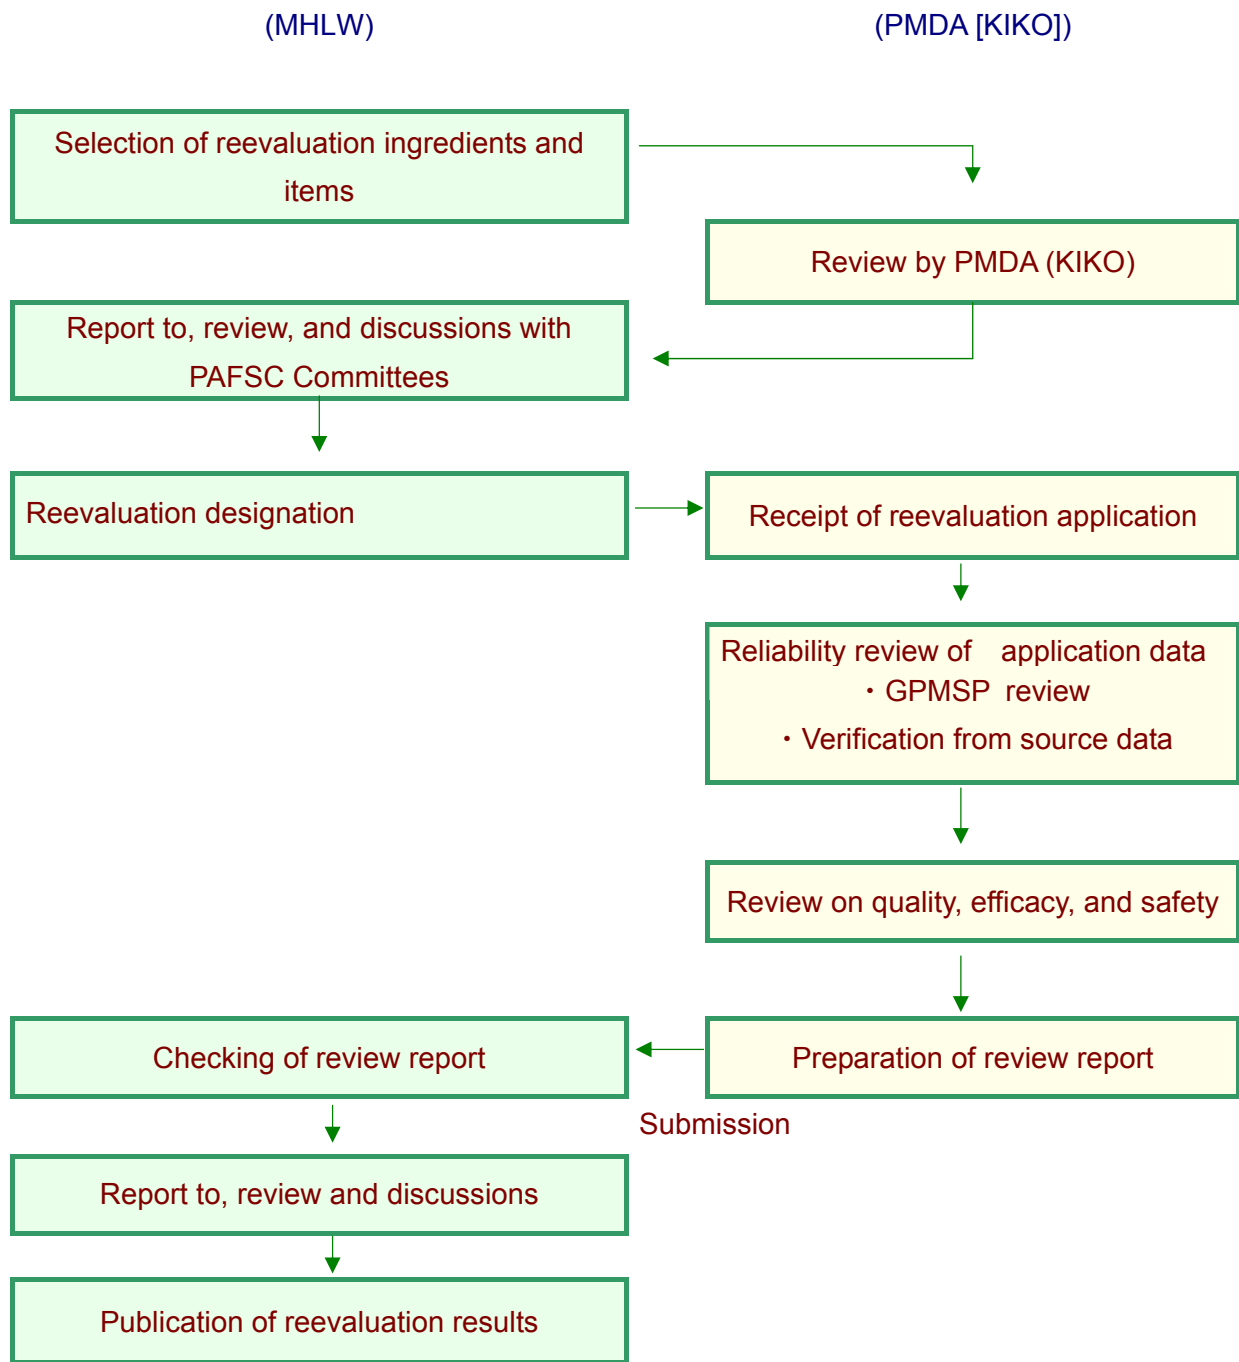 (MHLW)
(PMDA [KIKO])
Selection of reevaluation ingredients and
items
Review by PMDA (KIKO)
Report to, review, and discussions with
PAFSC Committees
Reevaluation designation
Receipt of reevaluation application
Reliability review of application data
・GPMSP review
・Verification from source data
Review on quality, efficacy, and safety
Checking of review report
Preparation of review report
Submission
Report to, review and discussions
Publication of reevaluation results